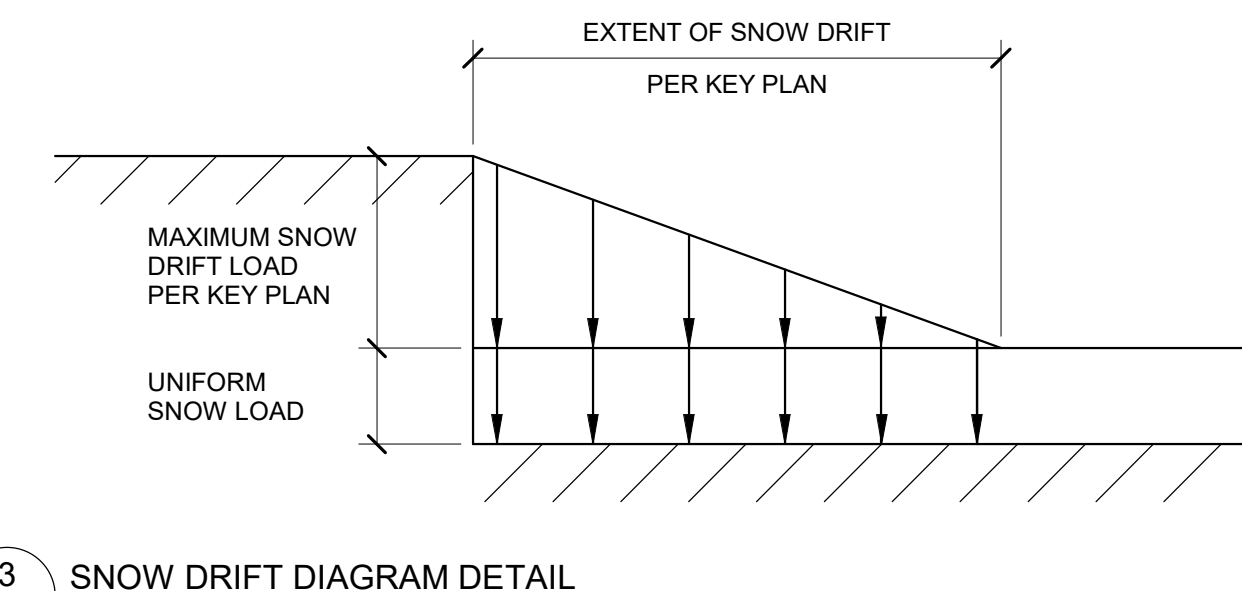 EXTENT OF SNOW DRIFT
PER KEY PLAN
MAXIMUM SNOW
DRIFT LOAD
PER KEY PLAN
UNIFORM
SNOW LOAD
3 SNOW DRIFT DIAGRAM DETAIL